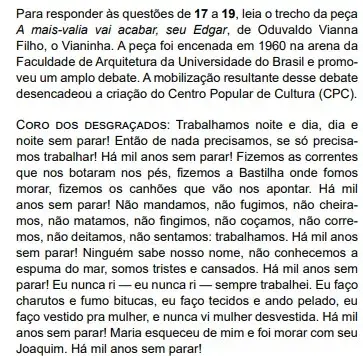 Para responder às questões de 17 a 19, leia o trecho da peça
A mais-valia vai acabar, seu Edgar, de Oduvaldo Vianna
Filho, o Vianinha. A peça foi encenada em 1960 na arena da
Faculdade de Arquitetura da Universidade do Brasil e promo-
veu um amplo debate. A mobilização resultante desse debate
desencadeou a criação do Centro Popular de Cultura (CPC).
CORO DOS DESGRAÇADOS: Trabalhamos noite e dia, dia e
noite sem parar! Então de nada precisamos, se só precisa-
mos trabalhar! Há mil anos sem parar! Fizemos as correntes
que nos botaram nos pés, fizemos a Bastilha onde fomos
morar, fizemos os canhões que vão nos apontar. Há mil
anos sem parar! Não mandamos, não fugimos, não cheira-
mos, não matamos, não fingimos, não coçamos, não corre-
mos, não deitamos, não sentamos: trabalhamos. Há mil anos
sem parar! Ninguém sabe nosso nome, não conhecemos a
espuma do mar, somos tristes e cansados. Há mil anos sem
parar! Eu nunca ri — eu nunca ri — sempre trabalhei. Eu faço
charutos e fumo bitucas, eu faço tecidos e ando pelado, eu
faço vestido pra mulher, e nunca vi mulher desvestida. Há mil
anos sem parar! Maria esqueceu de mim e foi morar com seu
Joaquim. Há mil anos sem parar!